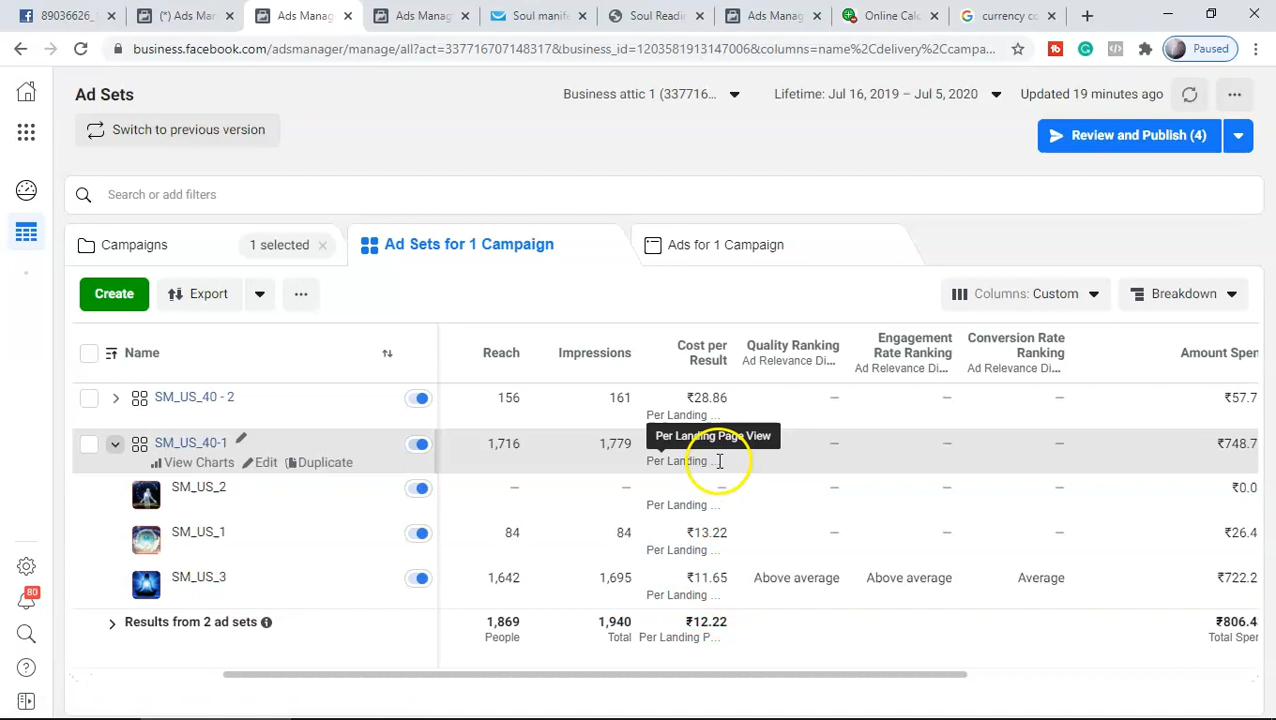 89036626_1
(*) Ads Mar
Ads Manag
Ads Manag
Soul manife
Soul Readin
Ads Manag
Online Calc
currency co
business.facebook.com/adsmanager/manage/all?act=337716707148317&business_id=1203581913147006&columns=name%2Cdelivery%2Ccampa...
Paused
Ad Sets
Business attic 1 (337716...
Lifetime: Jul 16, 2019 – Jul 5, 2020
Updated 19 minutes ago
Switch to previous version
Review and Publish (4)
Search or add filters
Campaigns
1 selected
Ad Sets for 1 Campaign
Ads for 1 Campaign
Create
Export
Columns: Custom
Breakdown
Name
Reach
Impressions
Cost per Result
Quality Ranking
Ad Relevance Di...
Engagement Rate Ranking
Ad Relevance Di...
Conversion Rate Ranking
Ad Relevance Di...
Amount Spen
SM_US_40 - 2
156
161
₹28.86
Per Landing ...
—
—
—
₹57.7
SM_US_40-1
1,716
1,779
Per Landing Page View
Per Landing ...
—
—
—
₹748.7
View Charts
Edit
Duplicate
SM_US_2
—
—
—
Per Landing ...
—
—
—
₹0.0
SM_US_1
84
84
₹13.22
Per Landing ...
—
—
—
₹26.4
SM_US_3
1,642
1,695
₹11.65
Per Landing ...
Above average
Above average
Average
₹722.2
Results from 2 ad sets
1,869
People
1,940
Total
₹12.22
Per Landing P...
₹806.4
Total Spen
80